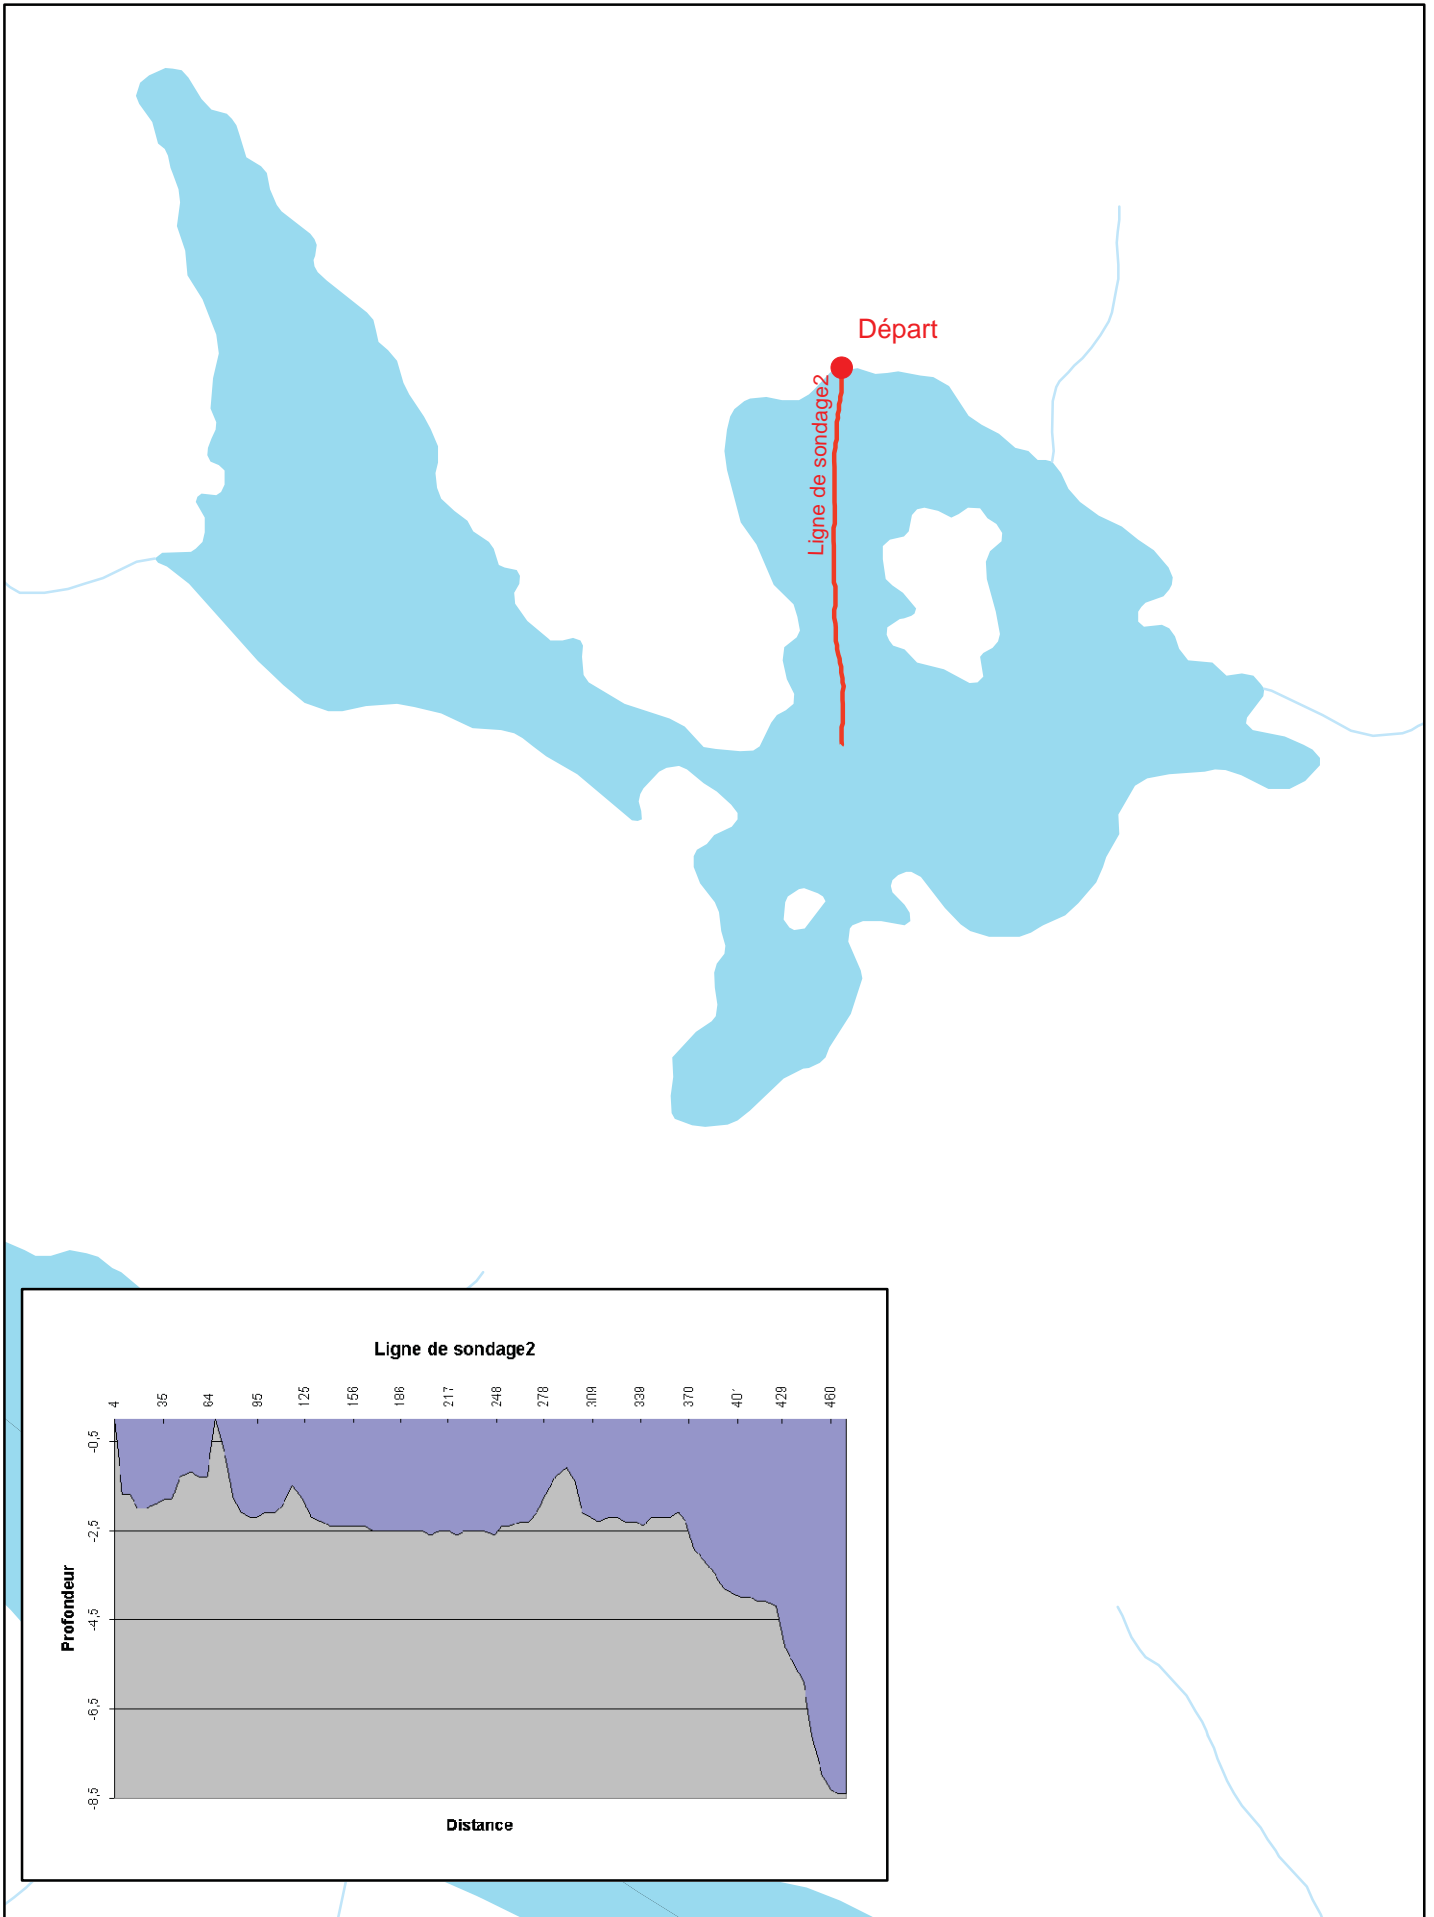 Départ
Ligne de sondage2
Ligne de sondage2
4 35 64 95 125 156 186 217 248 278 309 339 370 40' 429 460
-0,5
-2,5
-4,5
-6,5
-8,5
Profondeur
Distance